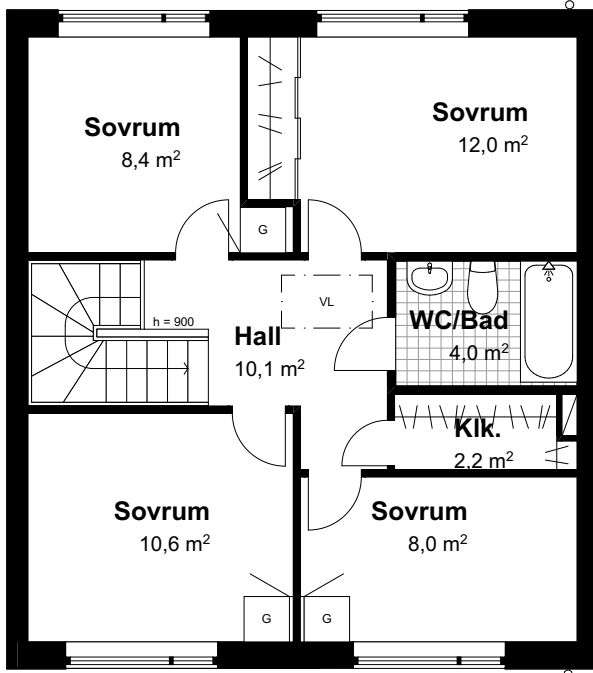 Sovrum
8,4 m²
Sovrum
12,0 m²
G
VL
h = 900
Hall
10,1 m²
WC/Bad
4,0 m²
Klk.
2,2 m²
Sovrum
10,6 m²
Sovrum
8,0 m²
G
G